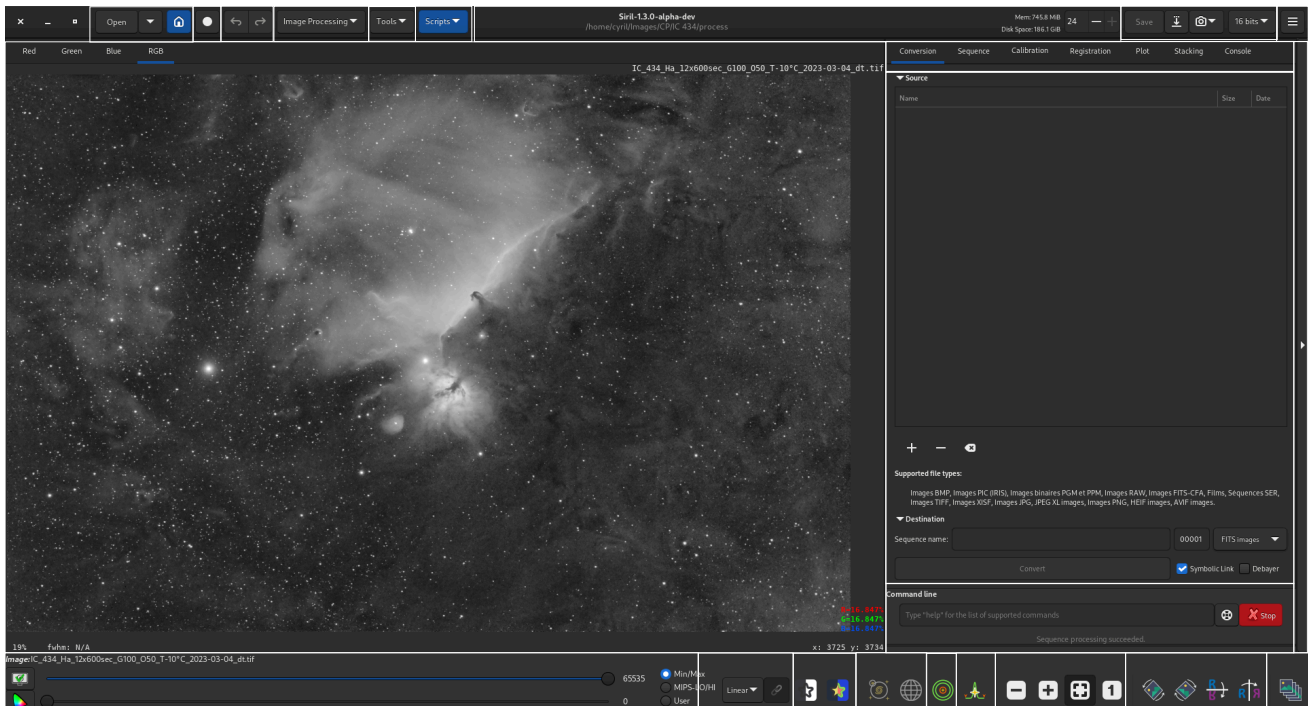 Open
Image Processing
Tools
Scripts
Siril-1.3.0-alpha-dev
/home/cyril/Images/CP/IC 434/process
Mem: 745.8 MiB
Disk Space: 186.1 GiB
24
Save
16 bits
Red Green Blue RGB
IC_434_Ha_12x600sec_G100_O50_T-10°C_2023-03-04_dt.tif
Conversion Sequence Calibration Registration Plot Stacking Console
Source
Name Size Date
Supported file types:
Images BMP, Images PIC (IRIS), Images binaires PGM et PPM, Images RAW, Images FITS-CFA, Films, Séquences SER,
Images TIFF, Images XISF, Images JPG, JPEG XL images, Images PNG, HEIF images, AVIF images.
Destination
Sequence name: 00001 FITS images
Convert Symbolic Link Debayer
Command line
Type "help" for the list of supported commands
Stop
Sequence processing succeeded.
R=16.847%
G=16.847%
B=16.847%
19% fwhm: N/A x: 3725 y: 3734
Image: IC_434_Ha_12x600sec_G100_O50_T-10°C_2023-03-04_dt.tif
65535
0
Min/Max
MIPS-LO/HI
User
Linear
1
R
R
R R